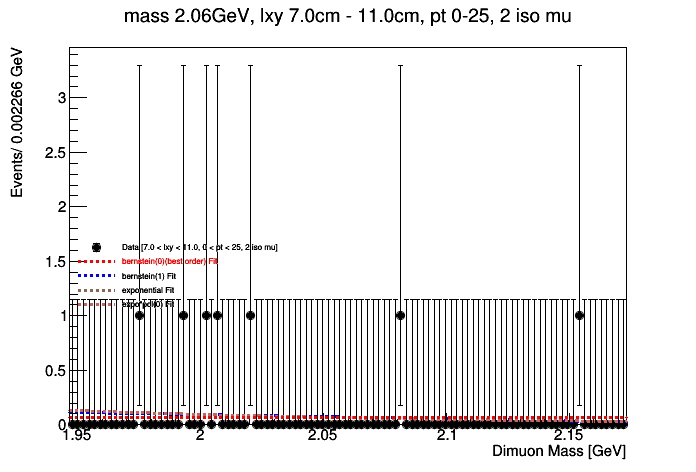 mass 2.06GeV, lxy 7.0cm - 11.0cm, pt 0-25, 2 iso mu
Events/ 0.002266 GeV
3
2.5
2
1.5
1
0.5
0
Data [7.0 < lxy < 11.0, 0 < pt < 25, 2 iso mu]
bernstein(0)(best order) Fit
bernstein(1) Fit
exponential Fit
1.95
2
2.05
2.1
2.15
Dimuon Mass [GeV]